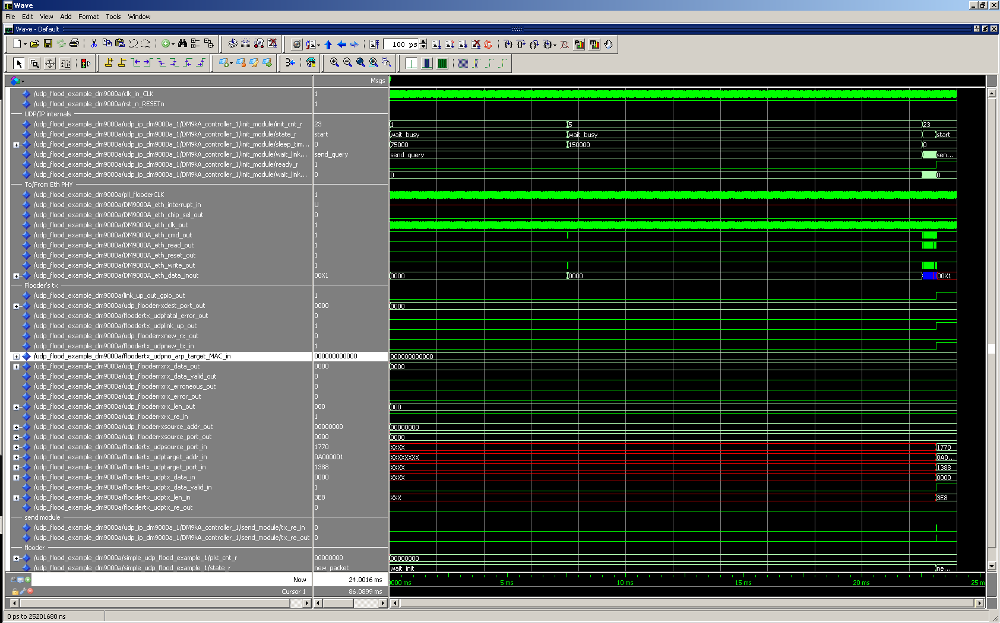 Wave
File Edit View Add Format Tools Window
Wave - Default
100 ps
Msgs
/udp_flood_example_dm9000a/clk_in_CLK 1
/udp_flood_example_dm9000a/rst_n_RESETn 1
UDP/IP internals
/udp_flood_example_dm9000a/udp_ip_dm9000a_1/DM9kA_controller_1/init_module/init_cnt_r 23 1 5 23
/udp_flood_example_dm9000a/udp_ip_dm9000a_1/DM9kA_controller_1/init_module/state_r start wait_busy wait_busy start
/udp_flood_example_dm9000a/udp_ip_dm9000a_1/DM9kA_controller_1/init_module/sleep_tim... 0 75000 150000 0
/udp_flood_example_dm9000a/udp_ip_dm9000a_1/DM9kA_controller_1/init_module/wait_link... send_query send_query sen...
/udp_flood_example_dm9000a/udp_ip_dm9000a_1/DM9kA_controller_1/init_module/ready_r 1
/udp_flood_example_dm9000a/udp_ip_dm9000a_1/DM9kA_controller_1/init_module/wait_link... 0 0 0
To/From Eth PHY
/udp_flood_example_dm9000a/pll_flooderCLK 1
/udp_flood_example_dm9000a/DM9000A_eth_interrupt_in U
/udp_flood_example_dm9000a/DM9000A_eth_chip_sel_out 0
/udp_flood_example_dm9000a/DM9000A_eth_clk_out 1
/udp_flood_example_dm9000a/DM9000A_eth_cmd_out 1
/udp_flood_example_dm9000a/DM9000A_eth_read_out 1
/udp_flood_example_dm9000a/DM9000A_eth_reset_out 1
/udp_flood_example_dm9000a/DM9000A_eth_write_out 1
/udp_flood_example_dm9000a/DM9000A_eth_data_inout 00X1 0000 0000 00X1
Flooder's tx
/udp_flood_example_dm9000a/link_up_out_gpio_out 1
/udp_flood_example_dm9000a/udp_flooderrxdest_port_out 0000 0000
/udp_flood_example_dm9000a/floodertx_udpfatal_error_out 0
/udp_flood_example_dm9000a/floodertx_udplink_up_out 1
/udp_flood_example_dm9000a/udp_flooderrxnew_rx_out 0
/udp_flood_example_dm9000a/floodertx_udpnew_tx_in 1
/udp_flood_example_dm9000a/floodertx_udpno_arp_target_MAC_in 000000000000 000000000000
/udp_flood_example_dm9000a/udp_flooderrxrx_data_out 0000 0000
/udp_flood_example_dm9000a/udp_flooderrxrx_data_valid_out 0
/udp_flood_example_dm9000a/udp_flooderrxrx_erroneous_out 0
/udp_flood_example_dm9000a/udp_flooderrxrx_error_out 0
/udp_flood_example_dm9000a/udp_flooderrxrx_len_out 000 000
/udp_flood_example_dm9000a/udp_flooderrxrx_re_in 1
/udp_flood_example_dm9000a/udp_flooderrxsource_addr_out 00000000 00000000
/udp_flood_example_dm9000a/udp_flooderrxsource_port_out 0000 0000
/udp_flood_example_dm9000a/floodertx_udpsource_port_in 1770 XXXX 1770
/udp_flood_example_dm9000a/floodertx_udptarget_addr_in 0A000001 XXXXXXXX 0A0...
/udp_flood_example_dm9000a/floodertx_udptarget_port_in 1388 XXXX 1388
/udp_flood_example_dm9000a/floodertx_udptx_data_in 0000 XXXX 0000
/udp_flood_example_dm9000a/floodertx_udptx_data_valid_in 1
/udp_flood_example_dm9000a/floodertx_udptx_len_in 3E8 XXX 3E8
/udp_flood_example_dm9000a/floodertx_udptx_re_out 0
send module
/udp_flood_example_dm9000a/udp_ip_dm9000a_1/DM9kA_controller_1/send_module/tx_re_in 0
/udp_flood_example_dm9000a/udp_ip_dm9000a_1/DM9kA_controller_1/send_module/tx_re_out 0
flooder
/udp_flood_example_dm9000a/simple_udp_flood_example_1/pkt_cnt_r 00000000 00000000
/udp_flood_example_dm9000a/simple_udp_flood_example_1/state_r new_packet wait_init ne...
Now 24.0016 ms 0000 ms 5 ms 10 ms 15 ms 20 ms 25 m
Cursor 1 86.0899 ms
0 ps to 25201680 ns